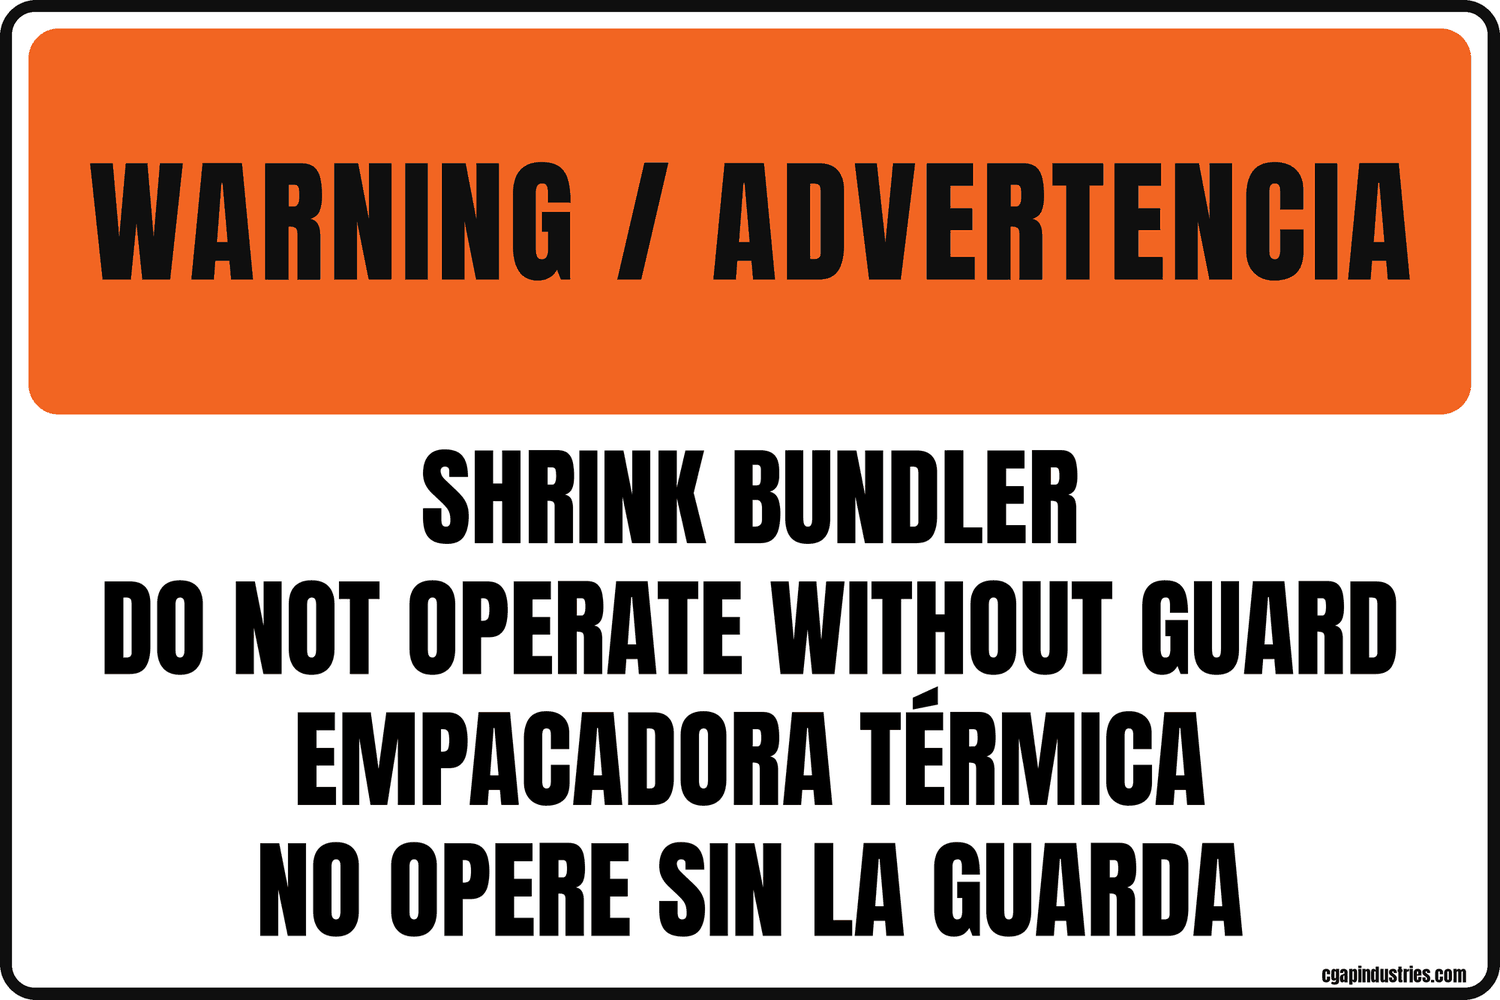 WARNING / ADVERTENCIA
SHRINK BUNDLER
DO NOT OPERATE WITHOUT GUARD
EMPACADORA TÉRMICA
NO OPERE SIN LA GUARDA
cgapindustries.com